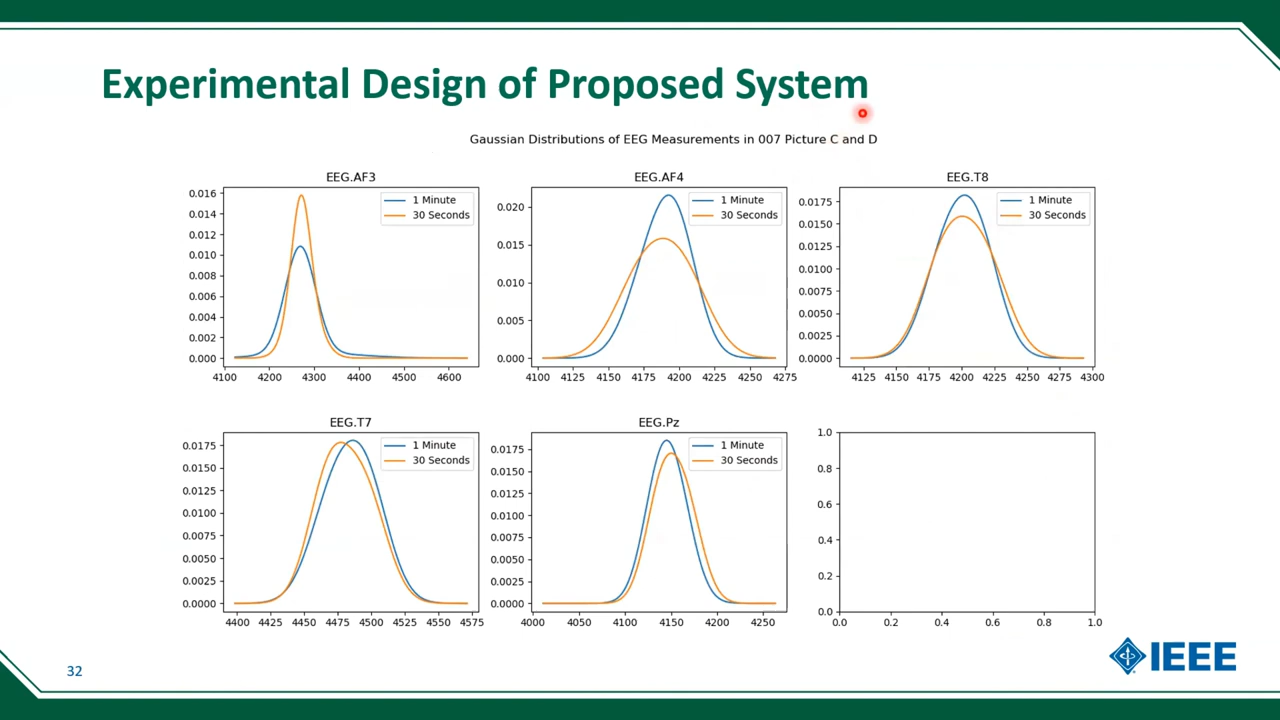 Experimental Design of Proposed System
Gaussian Distributions of EEG Measurements in 007 Picture C and D
EEG.AF3
0.016
0.014
0.012
0.010
0.008
0.006
0.004
0.002
0.000
1 Minute
30 Seconds
4100 4200 4300 4400 4500 4600
EEG.AF4
0.020
0.015
0.010
0.005
0.000
1 Minute
30 Seconds
4100 4125 4150 4175 4200 4225 4250 4275
EEG.T8
0.0175
0.0150
0.0125
0.0100
0.0075
0.0050
0.0025
0.0000
1 Minute
30 Seconds
4125 4150 4175 4200 4225 4250 4275 4300
EEG.T7
0.0175
0.0150
0.0125
0.0100
0.0075
0.0050
0.0025
0.0000
1 Minute
30 Seconds
4400 4425 4450 4475 4500 4525 4550 4575
EEG.Pz
0.0175
0.0150
0.0125
0.0100
0.0075
0.0050
0.0025
0.0000
1 Minute
30 Seconds
4000 4050 4100 4150 4200 4250
1.0
0.8
0.6
0.4
0.2
0.0
0.0 0.2 0.4 0.6 0.8 1.0
32
IEEE